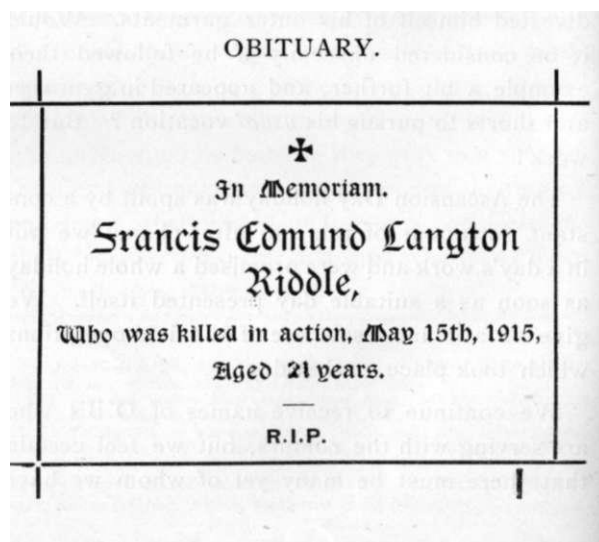 OBITUARY.
In Memoriam.
Francis Edmund Langton
Riddle,
Who was killed in action, May 15th, 1915,
Aged 21 years.
R.I.P.